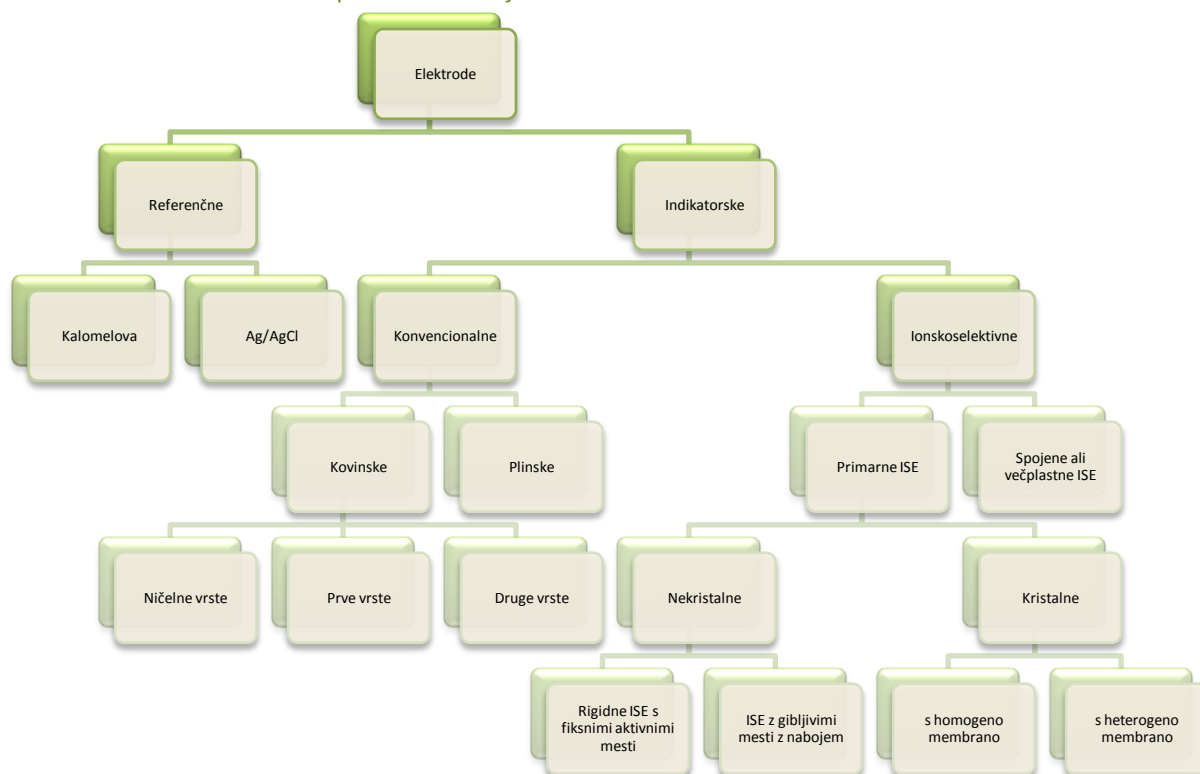 Elektrode
Referenčne
Indikatorske
Kalomelova
Ag/AgCl
Konvencionalne
Ionskoselektivne
Kovinske
Plinske
Primarne ISE
Spojene ali
večplastne ISE
Ničelne vrste
Prve vrste
Druge vrste
Nekristalne
Kristalne
Rigidne ISE s
fiksnimi aktivnimi
mesti
ISE z gibljivimi
mesti z nabojem
s homogeno
membrano
s heterogeno
membrano